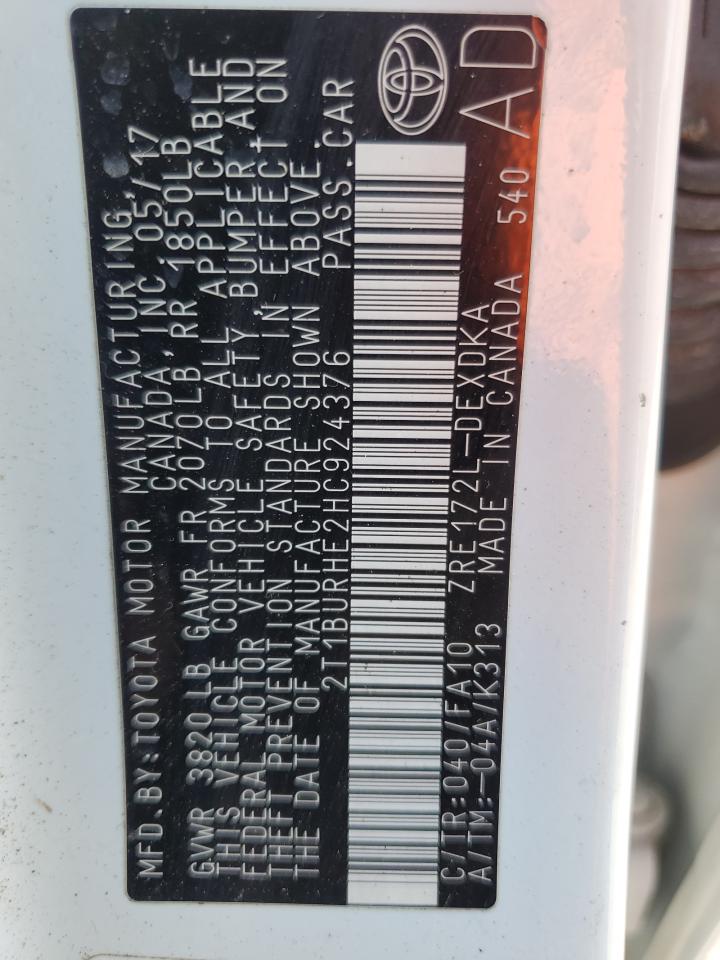 MFD.BY:TOYOTA MOTOR MANUFACTURING,
CANADA, INC.05/17
GVWR 3820LB GAWR FR 2070LB RR 1850LB
THIS VEHICLE CONFORMS TO ALL APPLICABLE
FEDERAL MOTOR VEHICLE SAFETY, BUMPER,AND
THEFT PREVENTION STANDARDS IN EFFECT ON
THE DATE OF MANUFACTURE SHOWN ABOVE.
2T1BURHE2HC924376 PASS.CAR
C/TR:040/FA10 ZRE172L-DEXDKA
A/TM:-04A/K313 MADE IN CANADA 540
AD